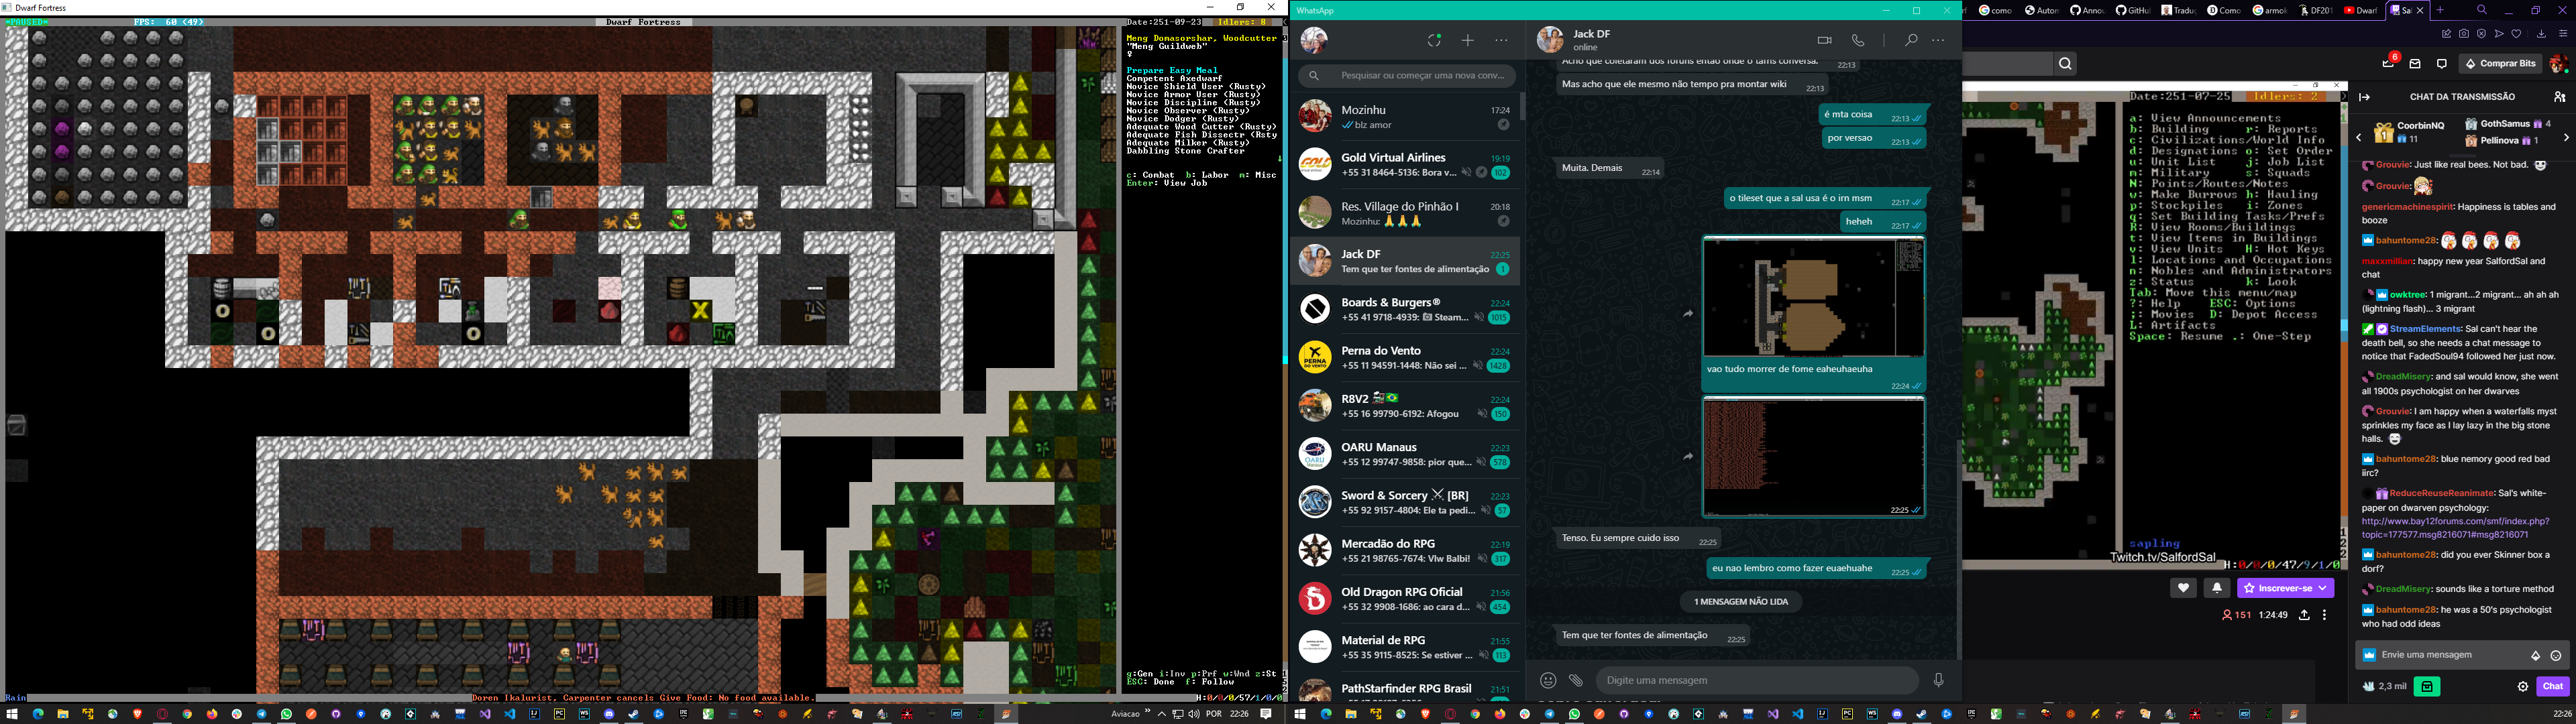 Dwarf Fortress
*PAUSED*
FPS: 60 (49)
Dwarf Fortress
Date:251-09-23
Idlers: 8
Meng Domasorshar, Woodcutter
"Meng Guildweb"
♀
Prepare Easy Meal
Competent Axedwarf
Novice Shield User (Rusty)
Novice Armor User (Rusty)
Novice Discipline (Rusty)
Novice Observer (Rusty)
Novice Dodger (Rusty)
Adequate Wood Cutter (Rusty)
Adequate Fish Dissectr (Rsty
Adequate Milker (Rusty)
Dabbling Stone Crafter
c: Combat b: Labor m: Misc
Enter: View Job
g:Gen i:Inv p:Prf w:Wnd z:St
ESC: Done f: Follow
Rain
Doren Ikalurist, Carpenter cancels Give Food: No food available.
H:0/0/0/57/1/0/0
Aviacao
POR
22:26
WhatsApp
Pesquisar ou começar uma nova conv...
Mozinhu 17:24
blz amor
Gold Virtual Airlines 19:19
+55 31 8464-5136: Bora v... 102
Res. Village do Pinhão I 20:18
Mozinhu: 🙏🙏🙏
Jack DF 22:25
Tem que ter fontes de alimentação 1
Boards & Burgers® 22:24
+55 41 9718-4939: Steam... 1015
Perna do Vento 22:24
+55 11 94591-1448: Não sei ... 1428
R8V2 22:24
+55 16 99790-6192: Afogou 150
OARU Manaus 22:23
+55 12 99747-9858: pior que... 578
Sword & Sorcery ⚔ [BR] 22:23
+55 92 9157-4804: Ele ta pedi... 57
Mercadão do RPG 22:19
+55 21 98765-7674: Vlw Balbi! 317
Old Dragon RPG Oficial 21:56
+55 32 9908-1686: ao cara d... 454
Material de RPG 21:55
+55 35 9115-8525: Se estiver ... 113
PathStarfinder RPG Brasil 21:51
Jack DF
online
Acho que coletaram dos foruns então onde o tams conversa. 22:13
Mas acho que ele mesmo não tempo pra montar wiki 22:13
é mta coisa 22:13
por versao 22:13
Muita. Demais 22:14
o tileset que a sal usa é o irn msm 22:17
heheh 22:17
vao tudo morrer de fome eaheuhaeuha
22:24
22:25
Tenso. Eu sempre cuido isso 22:25
eu nao lembro como fazer euaehuahe 22:25
1 MENSAGEM NÃO LIDA
Tem que ter fontes de alimentação 22:25
Digite uma mensagem
como
Autom
Annou
GitHul
Traduç
Como
armok
DF201
Dwarf
Sal
6
Comprar Bits
Date:251-07-25
Idlers: 2
a: View Announcements
b: Building r: Reports
c: Civilizations/World Info
d: Designations o: Set Order
u: Unit List j: Job List
m: Military s: Squads
N: Points/Routes/Notes
w: Make Burrows h: Hauling
p: Stockpiles i: Zones
q: Set Building Tasks/Prefs
R: View Rooms/Buildings
t: View Items in Buildings
v: View Units H: Hot Keys
l: Locations and Occupations
n: Nobles and Administrators
z: Status k: Look
Tab: Move this menu/map
?: Help ESC: Options
;: Movies D: Depot Access
L: Artifacts
Space: Resume .: One-Step
sapling
Twitch.tv/SalfordSal
H:0/0/0/47/9/1/0
Inscrever-se
151
1:24:49
CHAT DA TRANSMISSÃO
CoorbinNQ
11
GothSamus 4
Pellinova 1
Grouvie: Just like real bees. Not bad.
Grouvie:
genericmachinespirit: Happiness is tables and
booze
bahuntome28:
maxxmillian: happy new year SalfordSal and
chat
owktree: 1 migrant...2 migrant... ah ah ah
(lightning flash)... 3 migrant
StreamElements: Sal can't hear the
death bell, so she needs a chat message to
notice that FadedSoul94 followed her just now.
DreadMisery: and sal would know, she went
all 1900s psychologist on her dwarves
Grouvie: I am happy when a waterfalls myst
sprinkles my face as I lay lazy in the big stone
halls.
bahuntome28: blue nemory good red bad
iirc?
ReduceReuseReanimate: Sal's white-
paper on dwarven psychology:
http://www.bay12forums.com/smf/index.php?
topic=177577.msg8216071#msg8216071
bahuntome28: did you ever Skinner box a
dorf?
DreadMisery: sounds like a torture method
bahuntome28: he was a 50's psychologist
who had odd ideas
Envie uma mensagem
2,3 mil
Chat